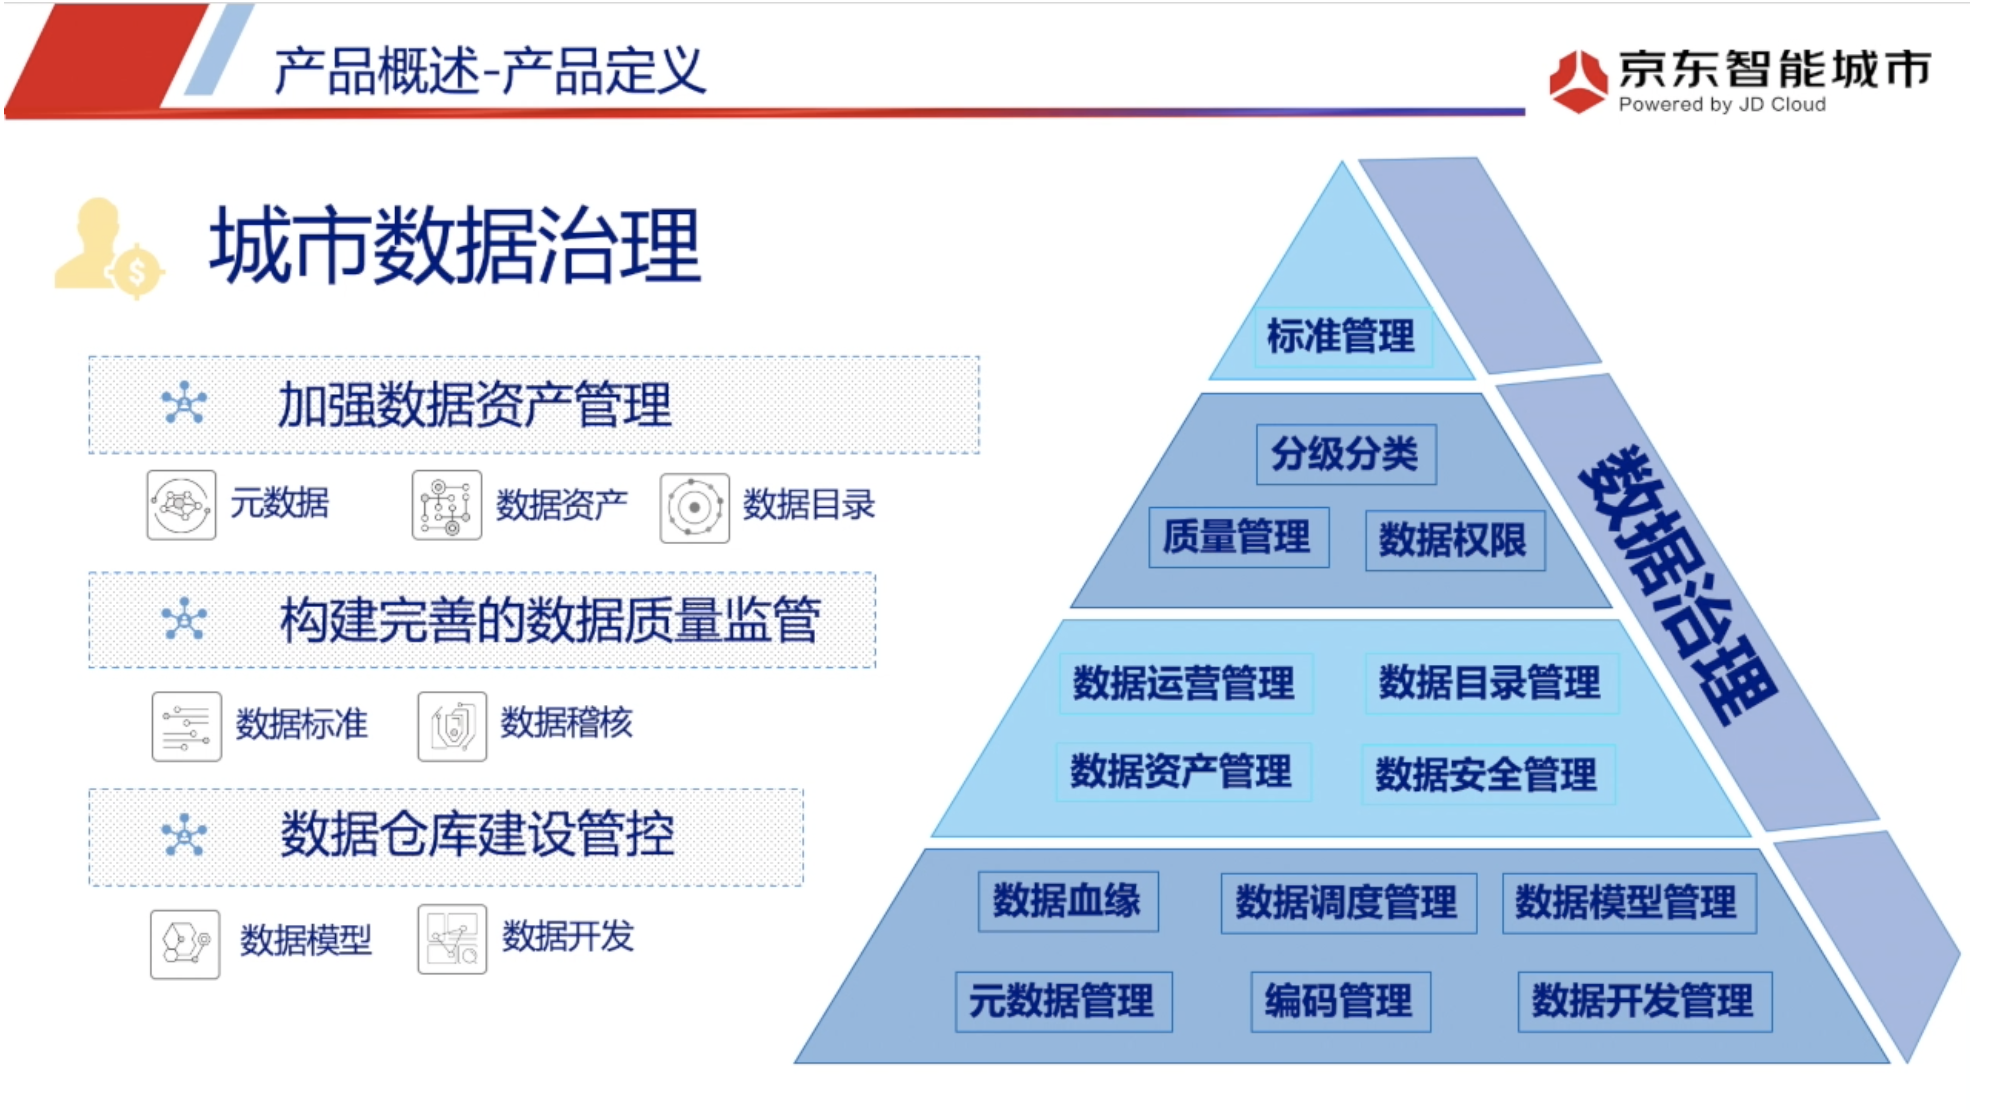 产品概述-产品定义
京东智能城市
Powered by JD Cloud
城市数据治理
加强数据资产管理
元数据 数据资产 数据目录
构建完善的数据质量监管
数据标准 数据稽核
数据仓库建设管控
数据模型 数据开发
标准管理
分级分类
质量管理 数据权限
数据运营管理 数据目录管理
数据资产管理 数据安全管理
数据血缘 数据调度管理 数据模型管理
元数据管理 编码管理 数据开发管理
数据治理